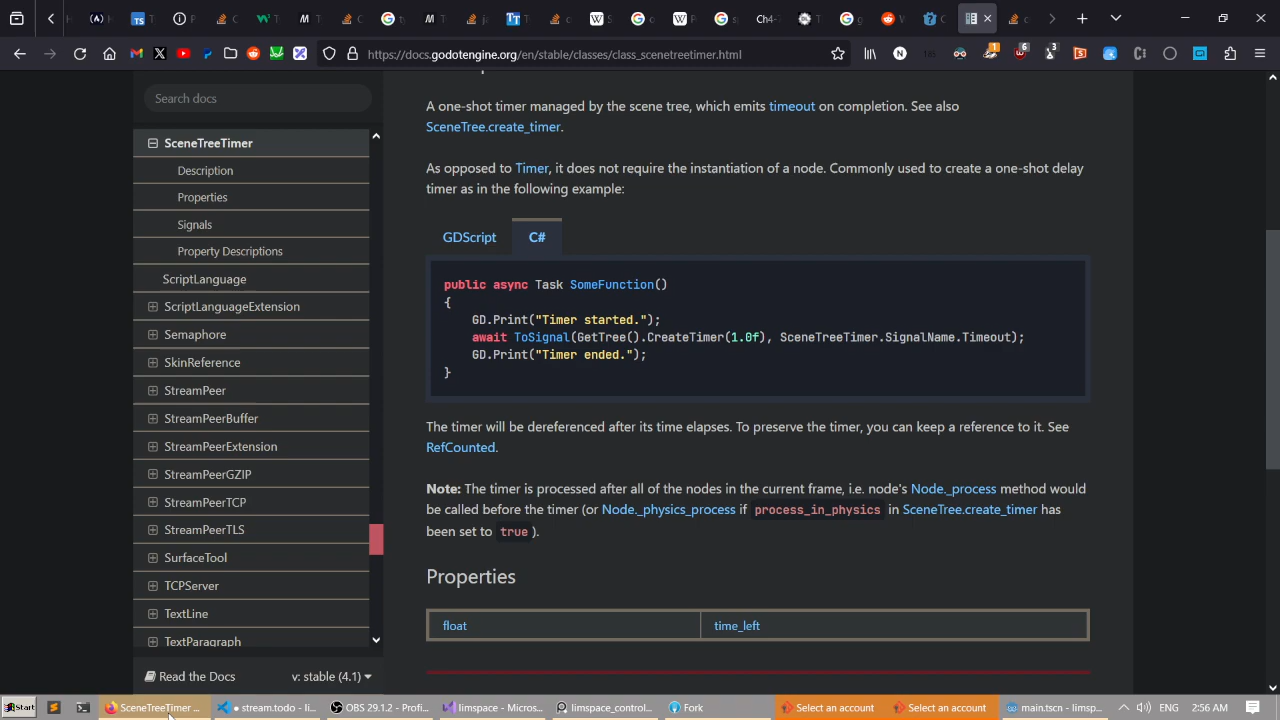 https://docs.godotengine.org/en/stable/classes/class_scenetreetimer.html
Search docs
SceneTreeTimer
Description
Properties
Signals
Property Descriptions
ScriptLanguage
ScriptLanguageExtension
Semaphore
SkinReference
StreamPeer
StreamPeerBuffer
StreamPeerExtension
StreamPeerGZIP
StreamPeerTCP
StreamPeerTLS
SurfaceTool
TCPServer
TextLine
TextParagraph
Read the Docs v: stable (4.1)
A one-shot timer managed by the scene tree, which emits timeout on completion. See also
SceneTree.create_timer.
As opposed to Timer, it does not require the instantiation of a node. Commonly used to create a one-shot delay
timer as in the following example:
GDScript C#
public async Task SomeFunction()
{
GD.Print("Timer started.");
await ToSignal(GetTree().CreateTimer(1.0f), SceneTreeTimer.SignalName.Timeout);
GD.Print("Timer ended.");
}
The timer will be dereferenced after its time elapses. To preserve the timer, you can keep a reference to it. See
RefCounted.
Note: The timer is processed after all of the nodes in the current frame, i.e. node's Node._process method would
be called before the timer (or Node._physics_process if process_in_physics in SceneTree.create_timer has
been set to true ).
Properties
float time_left
Start SceneTreeTimer ... ● stream.todo - li... OBS 29.1.2 - Profi... limspace - Micros... limspace_control... Fork Select an account Select an account main.tscn - limsp... ENG 2:56 AM